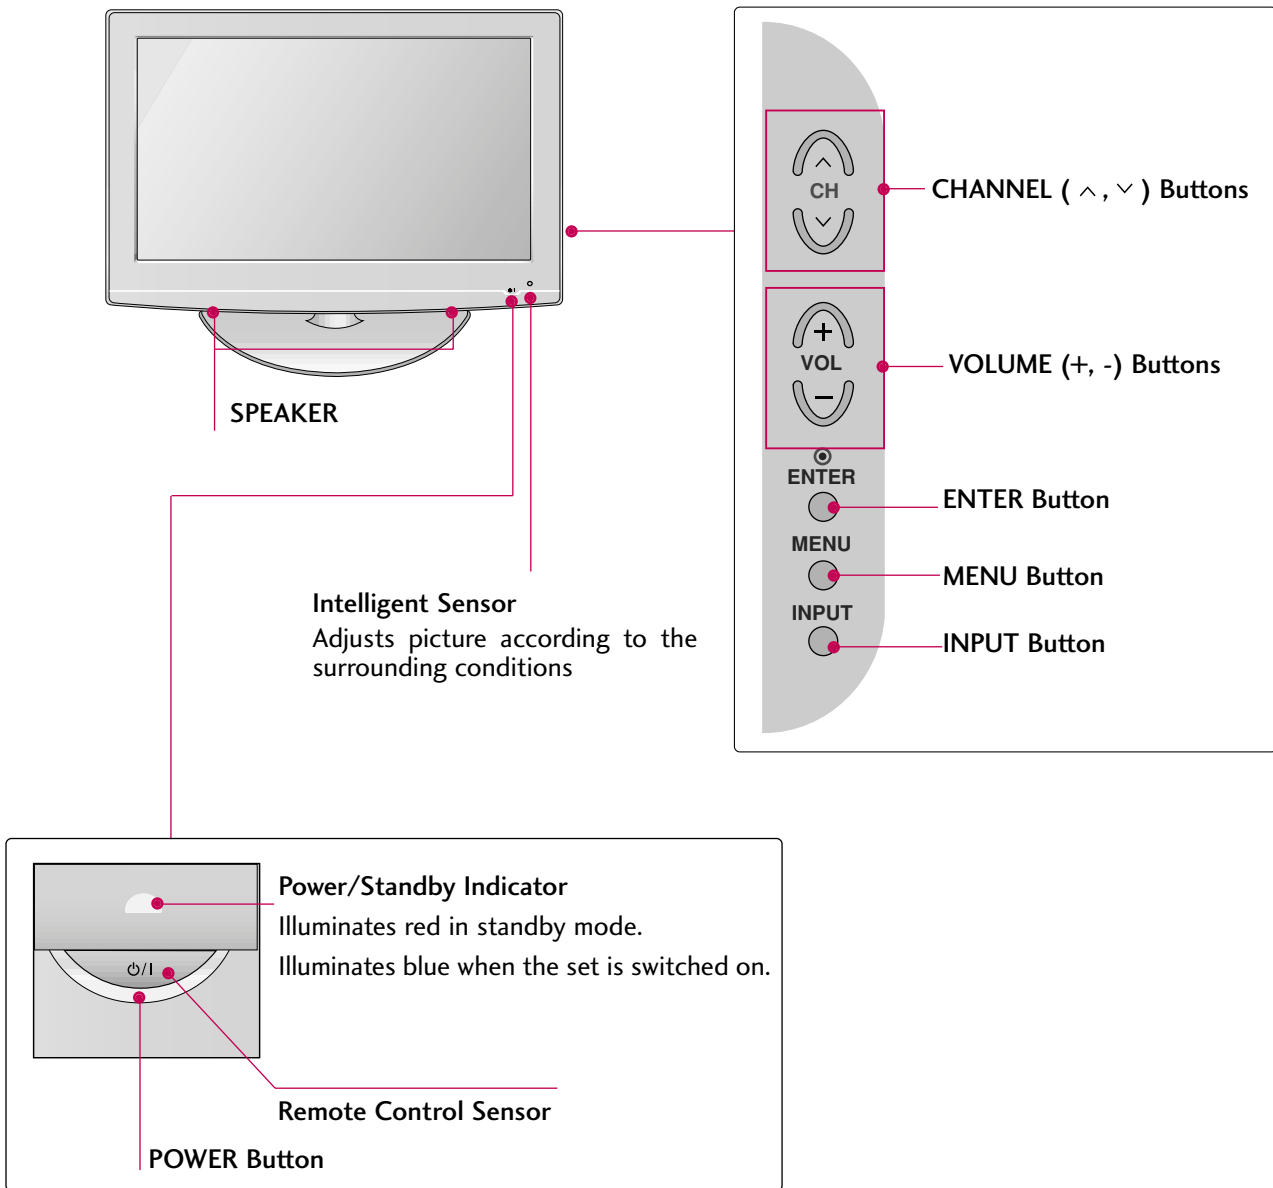 CH
CHANNEL ( ^ , ˅ ) Buttons
+
VOL
-
VOLUME (+, -) Buttons
SPEAKER
ENTER
ENTER Button
MENU
MENU Button
INPUT
INPUT Button
Intelligent Sensor
Adjusts picture according to the
surrounding conditions
Power/Standby Indicator
Illuminates red in standby mode.
Illuminates blue when the set is switched on.
⏻/I
Remote Control Sensor
POWER Button